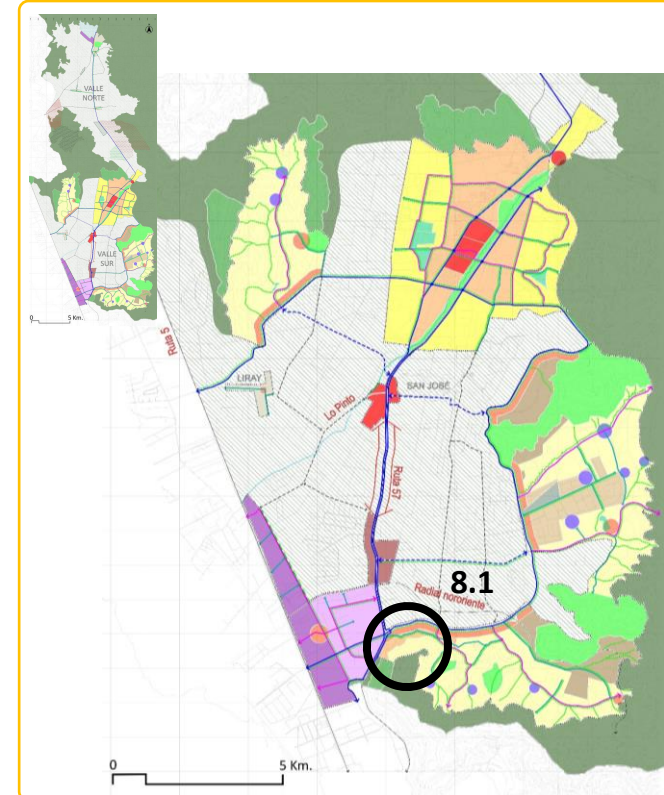 VALLE
NORTE
VALLE
SUR
0
5 Km.
Ruta 5
LIRAY
Lo Pinto
SAN JOSÉ
Ruta 57
8.1
Radial nororiente
0
5 Km.